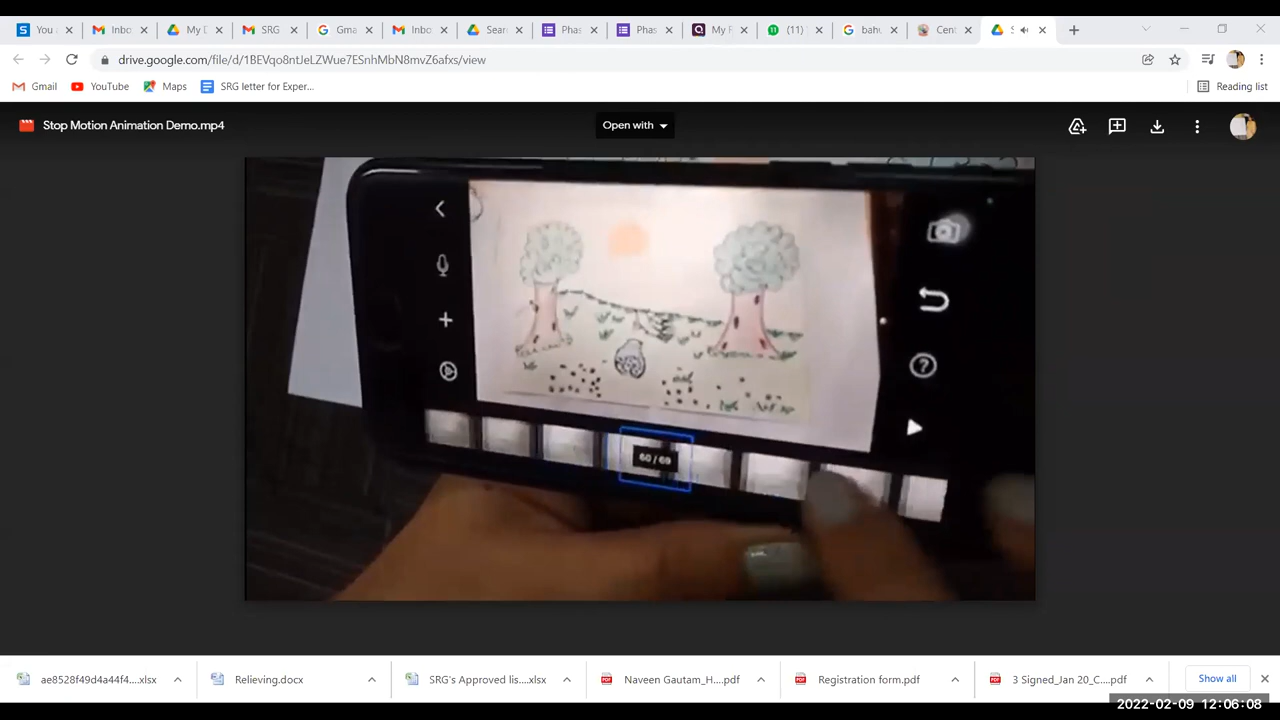 You
Inbo
My D
SRG
Gm
Inbo
Sear
Phas
Phas
My F
(11)
bahu
Cent
S
drive.google.com/file/d/1BEVqo8ntJeLZWue7ESnhMbN8mvZ6afxs/view
Gmail
YouTube
Maps
SRG letter for Exper...
Reading list
Stop Motion Animation Demo.mp4
Open with
60 / 69
ae8528f49d4a44f4....xlsx
Relieving.docx
SRG's Approved lis....xlsx
Naveen Gautam_H....pdf
Registration form.pdf
3 Signed_Jan 20_C....pdf
Show all
2022-02-09 12:06:08